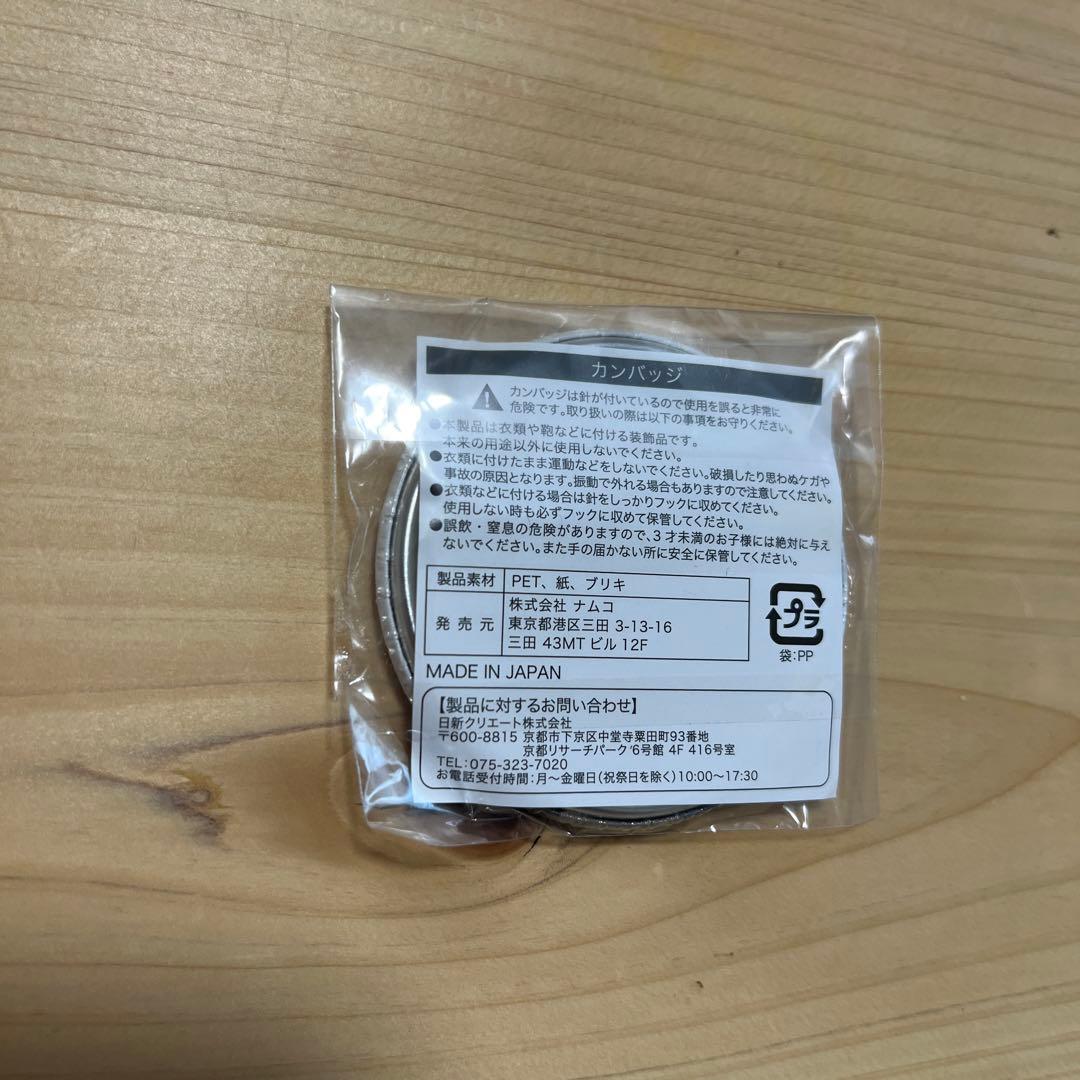 カンバッジ
カンバッジは針が付いているので使用を誤ると非常に
危険です。取り扱いの際は以下の事項をお守りください。
●本製品は衣類や鞄などに付ける装飾品です。
本来の用途以外に使用しないでください。
●衣類に付けたまま運動などをしないでください。破損したり思わぬケガや
事故の原因となります。振動で外れる場合もありますので注意してください。
●衣類などに付ける場合は針をしっかりフックに収めてください。
使用しない時も必ずフックに収めて保管してください。
●誤飲・窒息の危険がありますので、3才未満のお子様には絶対に与え
ないでください。また手の届かない所に安全に保管してください。
製品素材 PET、紙、ブリキ
発売元 株式会社 ナムコ
東京都港区三田 3-13-16
三田 43MT ビル 12F
プラ
袋:PP
MADE IN JAPAN
【製品に対するお問い合わせ】
日新クリエート株式会社
〒600-8815 京都市下京区中堂寺粟田町93番地
京都リサーチパーク'6号館 4F 416号室
TEL:075-323-7020
お電話受付時間:月～金曜日(祝祭日を除く)10:00～17:30